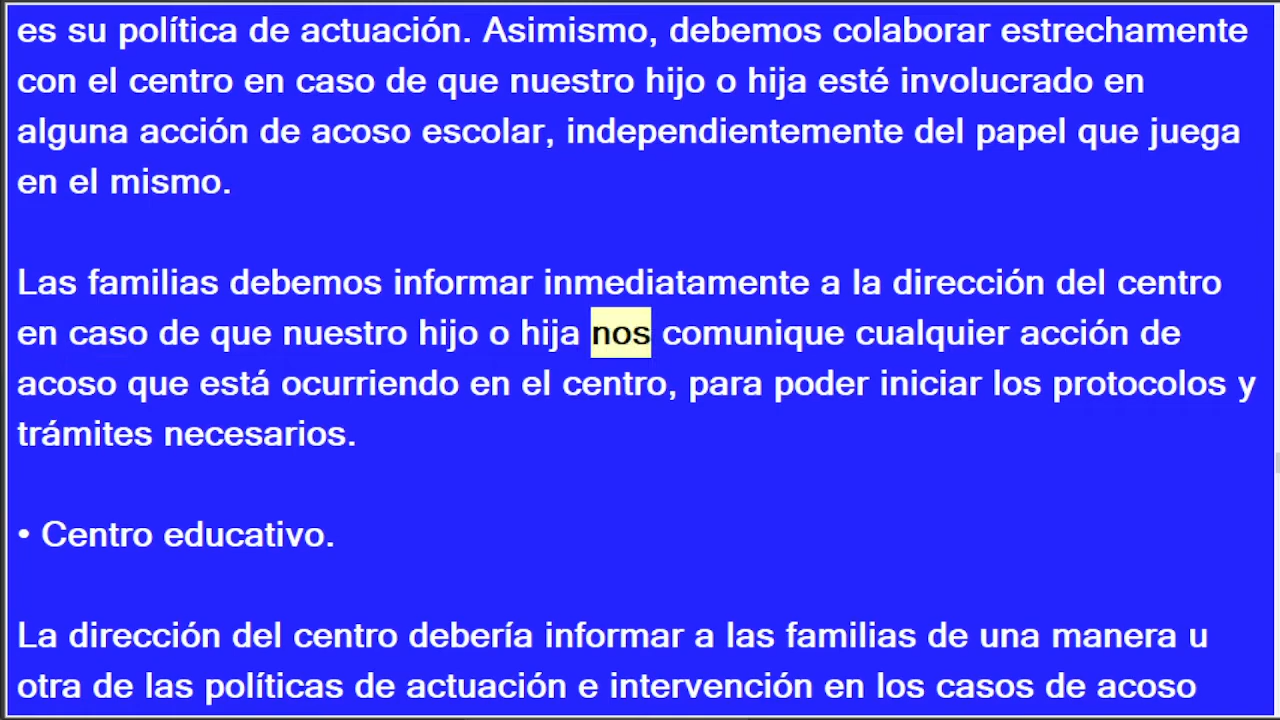 es su política de actuación. Asimismo, debemos colaborar estrechamente
con el centro en caso de que nuestro hijo o hija esté involucrado en
alguna acción de acoso escolar, independientemente del papel que juega
en el mismo.
Las familias debemos informar inmediatamente a la dirección del centro
en caso de que nuestro hijo o hija nos comunique cualquier acción de
acoso que está ocurriendo en el centro, para poder iniciar los protocolos y
trámites necesarios.
• Centro educativo.
La dirección del centro debería informar a las familias de una manera u
otra de las políticas de actuación e intervención en los casos de acoso